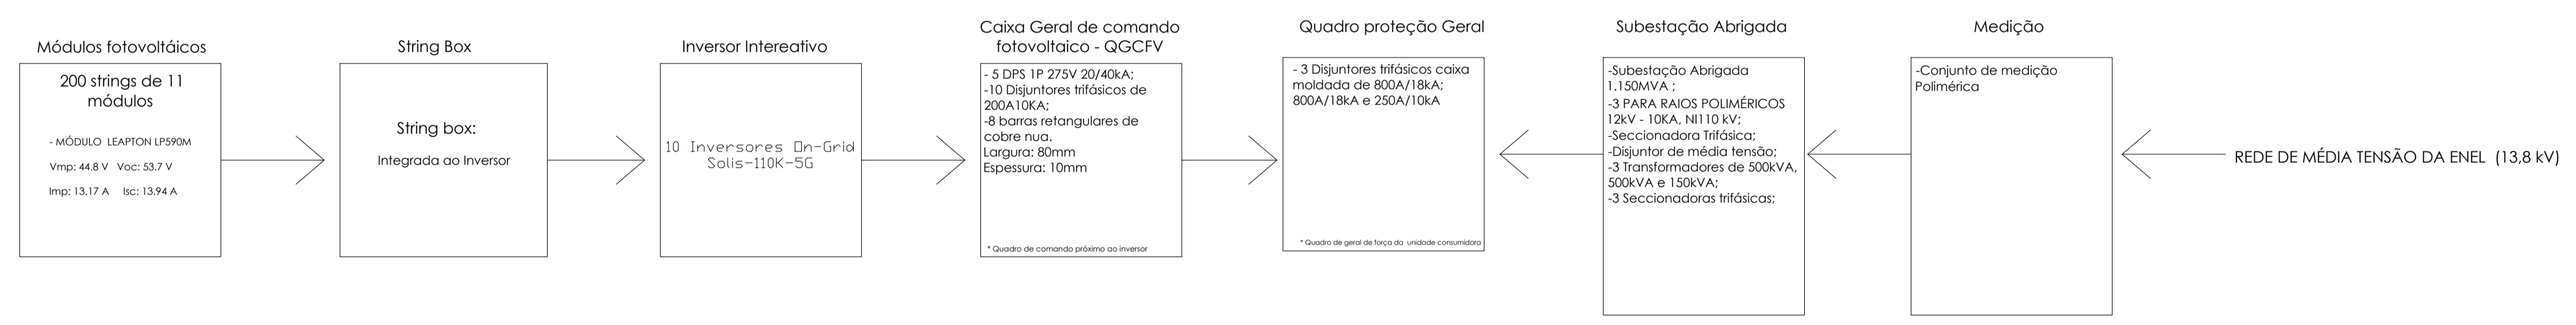 Módulos fotovoltáicos
200 strings de 11
módulos
- MÓDULO LEAPTON LP590M
Vmp: 44.8 V Voc: 53.7 V
Imp: 13.17 A Isc: 13.94 A
String Box
String box:
Integrada ao Inversor
Inversor Intereativo
10 Inversores On-Grid
Solis-110K-5G
Caixa Geral de comando
fotovoltaico - QGCFV
- 5 DPS 1P 275V 20/40kA;
-10 Disjuntores trifásicos de
200A10KA;
-8 barras retangulares de
cobre nua.
Largura: 80mm
Espessura: 10mm
* Quadro de comando próximo ao inversor
Quadro proteção Geral
- 3 Disjuntores trifásicos caixa
moldada de 800A/18kA;
800A/18kA e 250A/10kA
* Quadro de geral de força da unidade consumidora
Subestação Abrigada
-Subestação Abrigada
1.150MVA ;
-3 PARA RAIOS POLIMÉRICOS
12kV - 10KA, NI110 kV;
-Seccionadora Trifásica;
-Disjuntor de média tensão;
-3 Transformadores de 500kVA,
500kVA e 150kVA;
-3 Seccionadoras trifásicas;
Medição
-Conjunto de medição
Polimérica
REDE DE MÉDIA TENSÃO DA ENEL (13,8 kV)